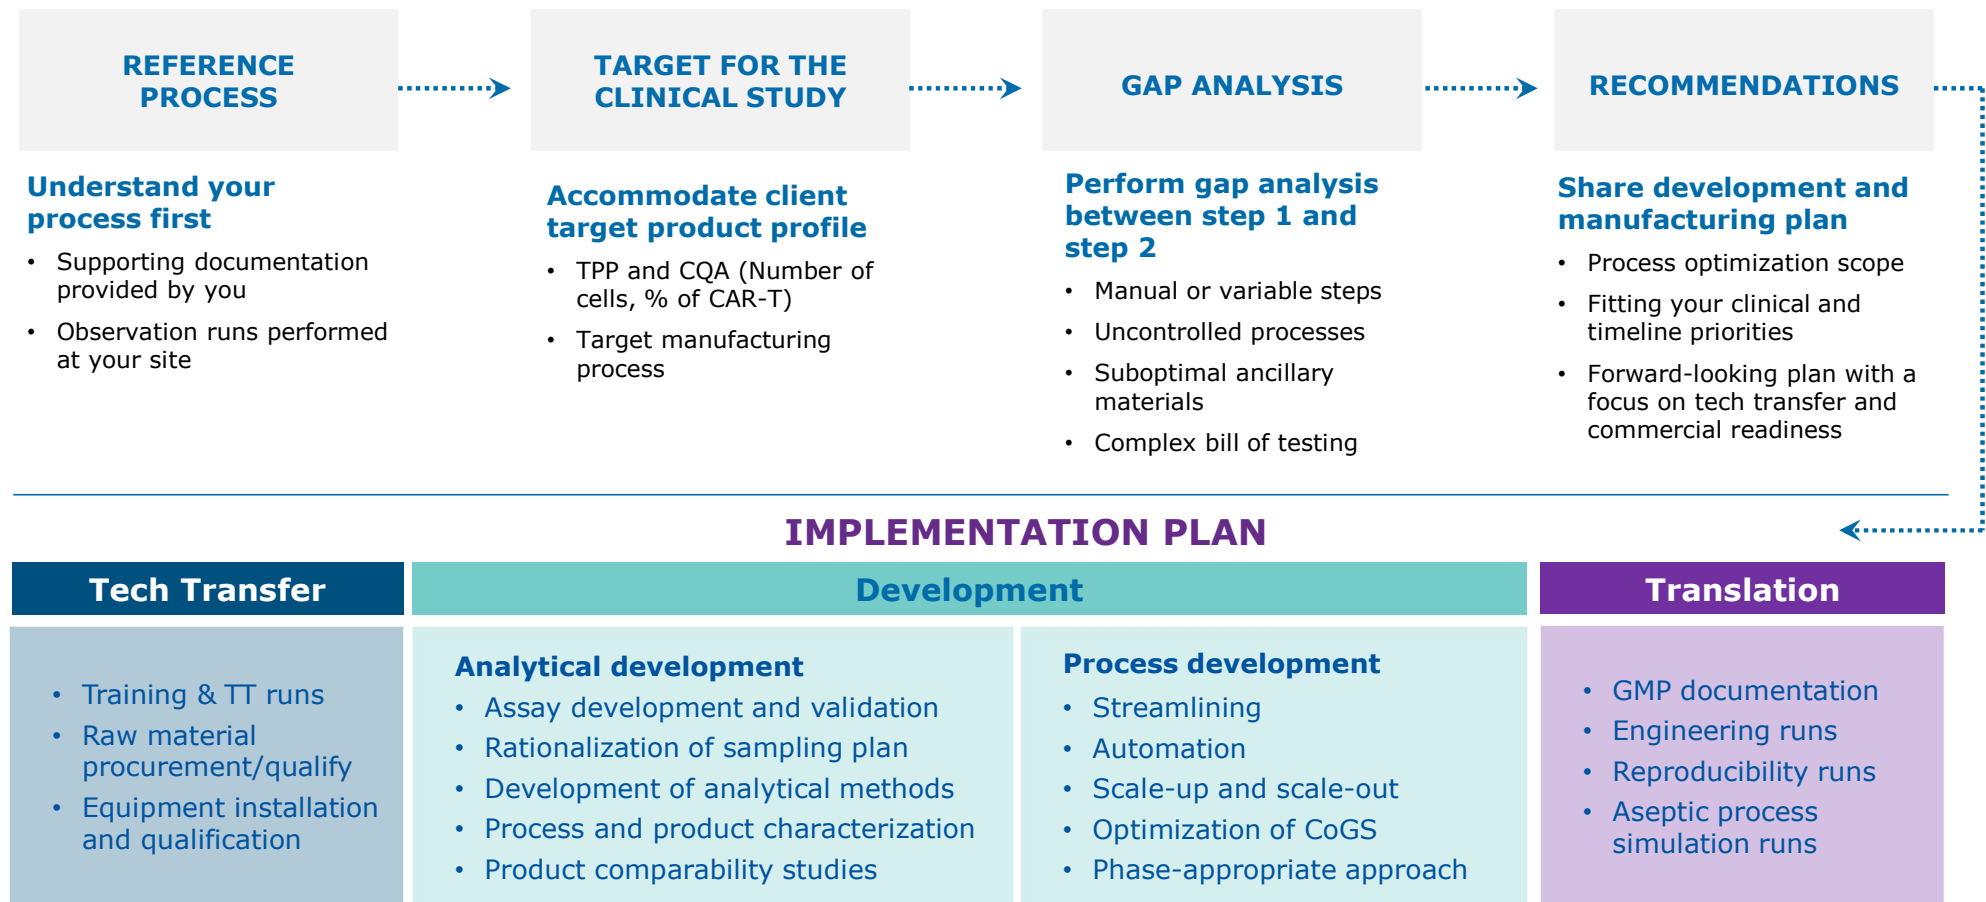 REFERENCE
PROCESS
Understand your
process first
• Supporting documentation
provided by you
• Observation runs performed
at your site
TARGET FOR THE
CLINICAL STUDY
Accommodate client
target product profile
• TPP and CQA (Number of
cells, % of CAR-T)
• Target manufacturing
process
GAP ANALYSIS
Perform gap analysis
between step 1 and
step 2
• Manual or variable steps
• Uncontrolled processes
• Suboptimal ancillary
materials
• Complex bill of testing
RECOMMENDATIONS
Share development and
manufacturing plan
• Process optimization scope
• Fitting your clinical and
timeline priorities
• Forward-looking plan with a
focus on tech transfer and
commercial readiness
IMPLEMENTATION PLAN
Tech Transfer
• Training & TT runs
• Raw material
procurement/qualify
• Equipment installation
and qualification
Development
Analytical development
• Assay development and validation
• Rationalization of sampling plan
• Development of analytical methods
• Process and product characterization
• Product comparability studies
Process development
• Streamlining
• Automation
• Scale-up and scale-out
• Optimization of CoGS
• Phase-appropriate approach
Translation
• GMP documentation
• Engineering runs
• Reproducibility runs
• Aseptic process
simulation runs